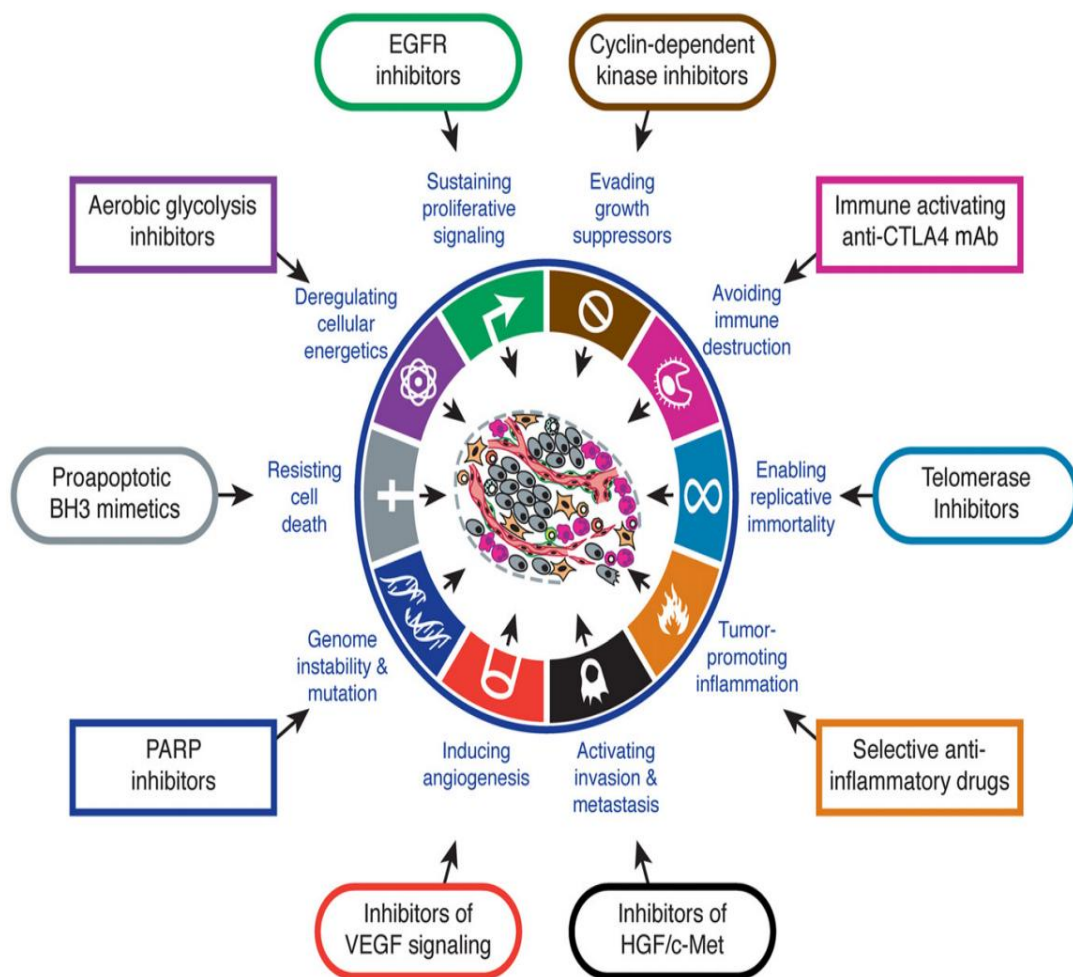 EGFR
inhibitors
Cyclin-dependent
kinase inhibitors
Sustaining
proliferative
signaling
Evading
growth
suppressors
Aerobic glycolysis
inhibitors
Immune activating
anti-CTLA4 mAb
Deregulating
cellular
energetics
Avoiding
immune
destruction
Proapoptotic
BH3 mimetics
Resisting
cell
death
Enabling
replicative
immortality
Telomerase
Inhibitors
Genome
instability &
mutation
Tumor-
promoting
inflammation
PARP
inhibitors
Inducing
angiogenesis
Activating
invasion &
metastasis
Selective anti-
inflammatory drugs
Inhibitors of
VEGF signaling
Inhibitors of
HGF/c-Met